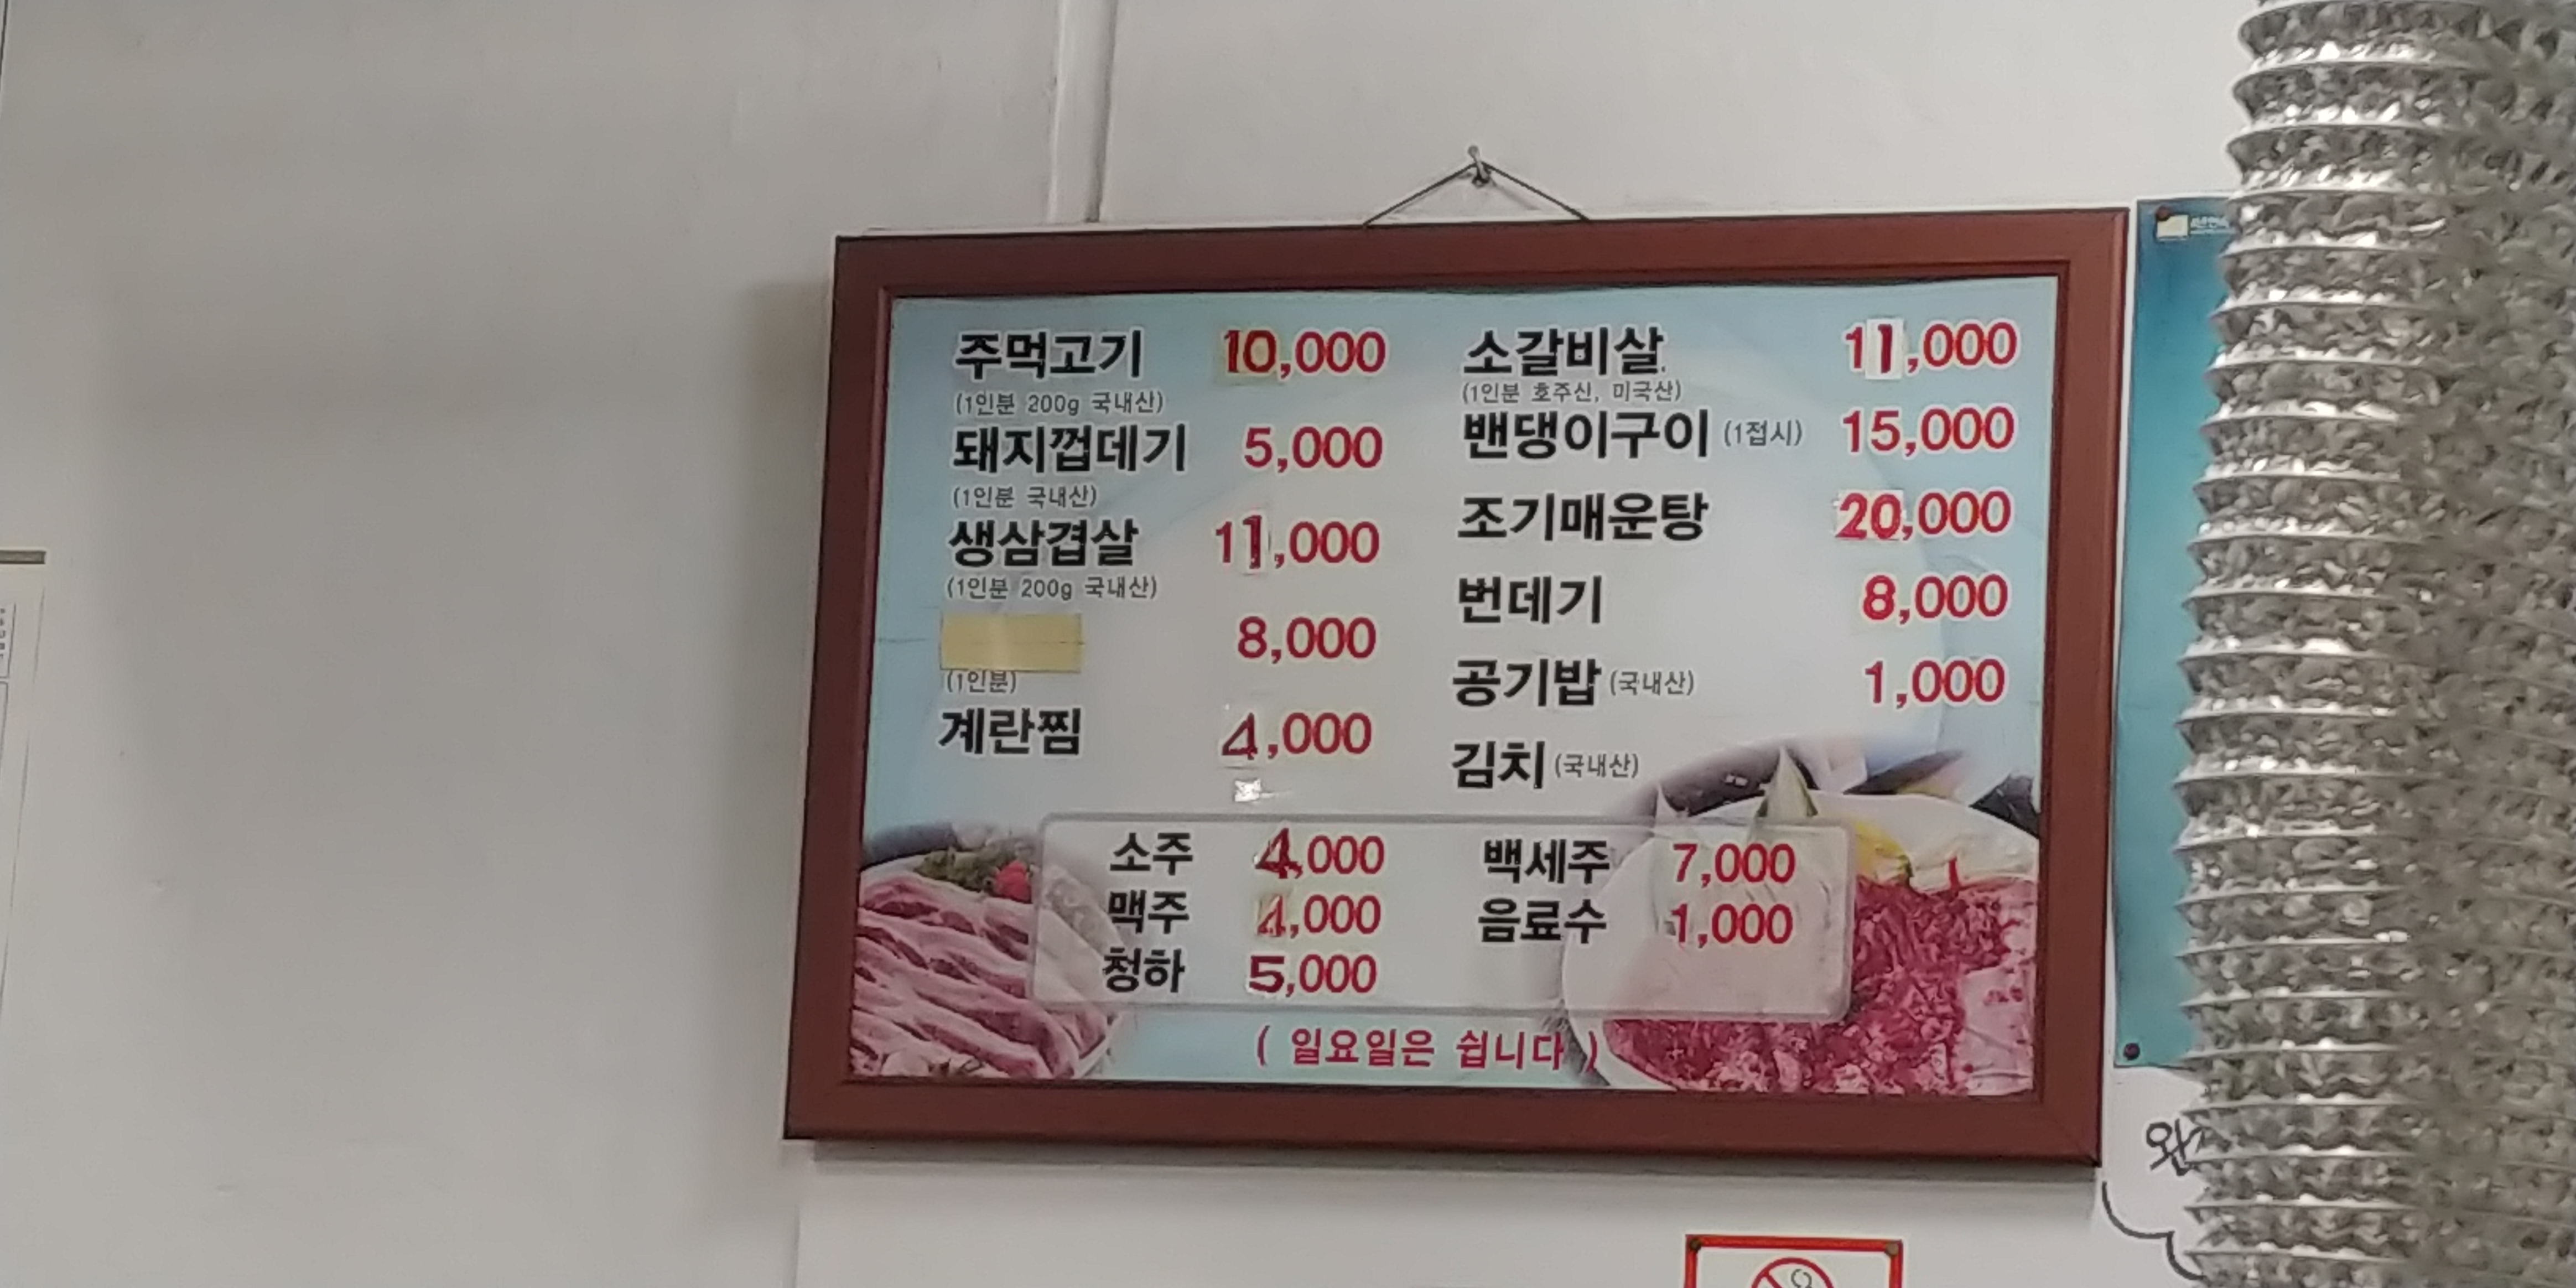 주먹고기 10,000
(1인분 200g 국내산)
돼지껍데기 5,000
(1인분 국내산)
생삼겹살 11,000
(1인분 200g 국내산)
8,000
(1인분)
계란찜 4,000
소갈비살 11,000
(1인분 호주산, 미국산)
밴댕이구이 (1접시) 15,000
조기매운탕 20,000
번데기 8,000
공기밥 (국내산) 1,000
김치 (국내산)
소주 4,000
맥주 4,000
청하 5,000
백세주 7,000
음료수 1,000
( 일요일은 쉽니다 )